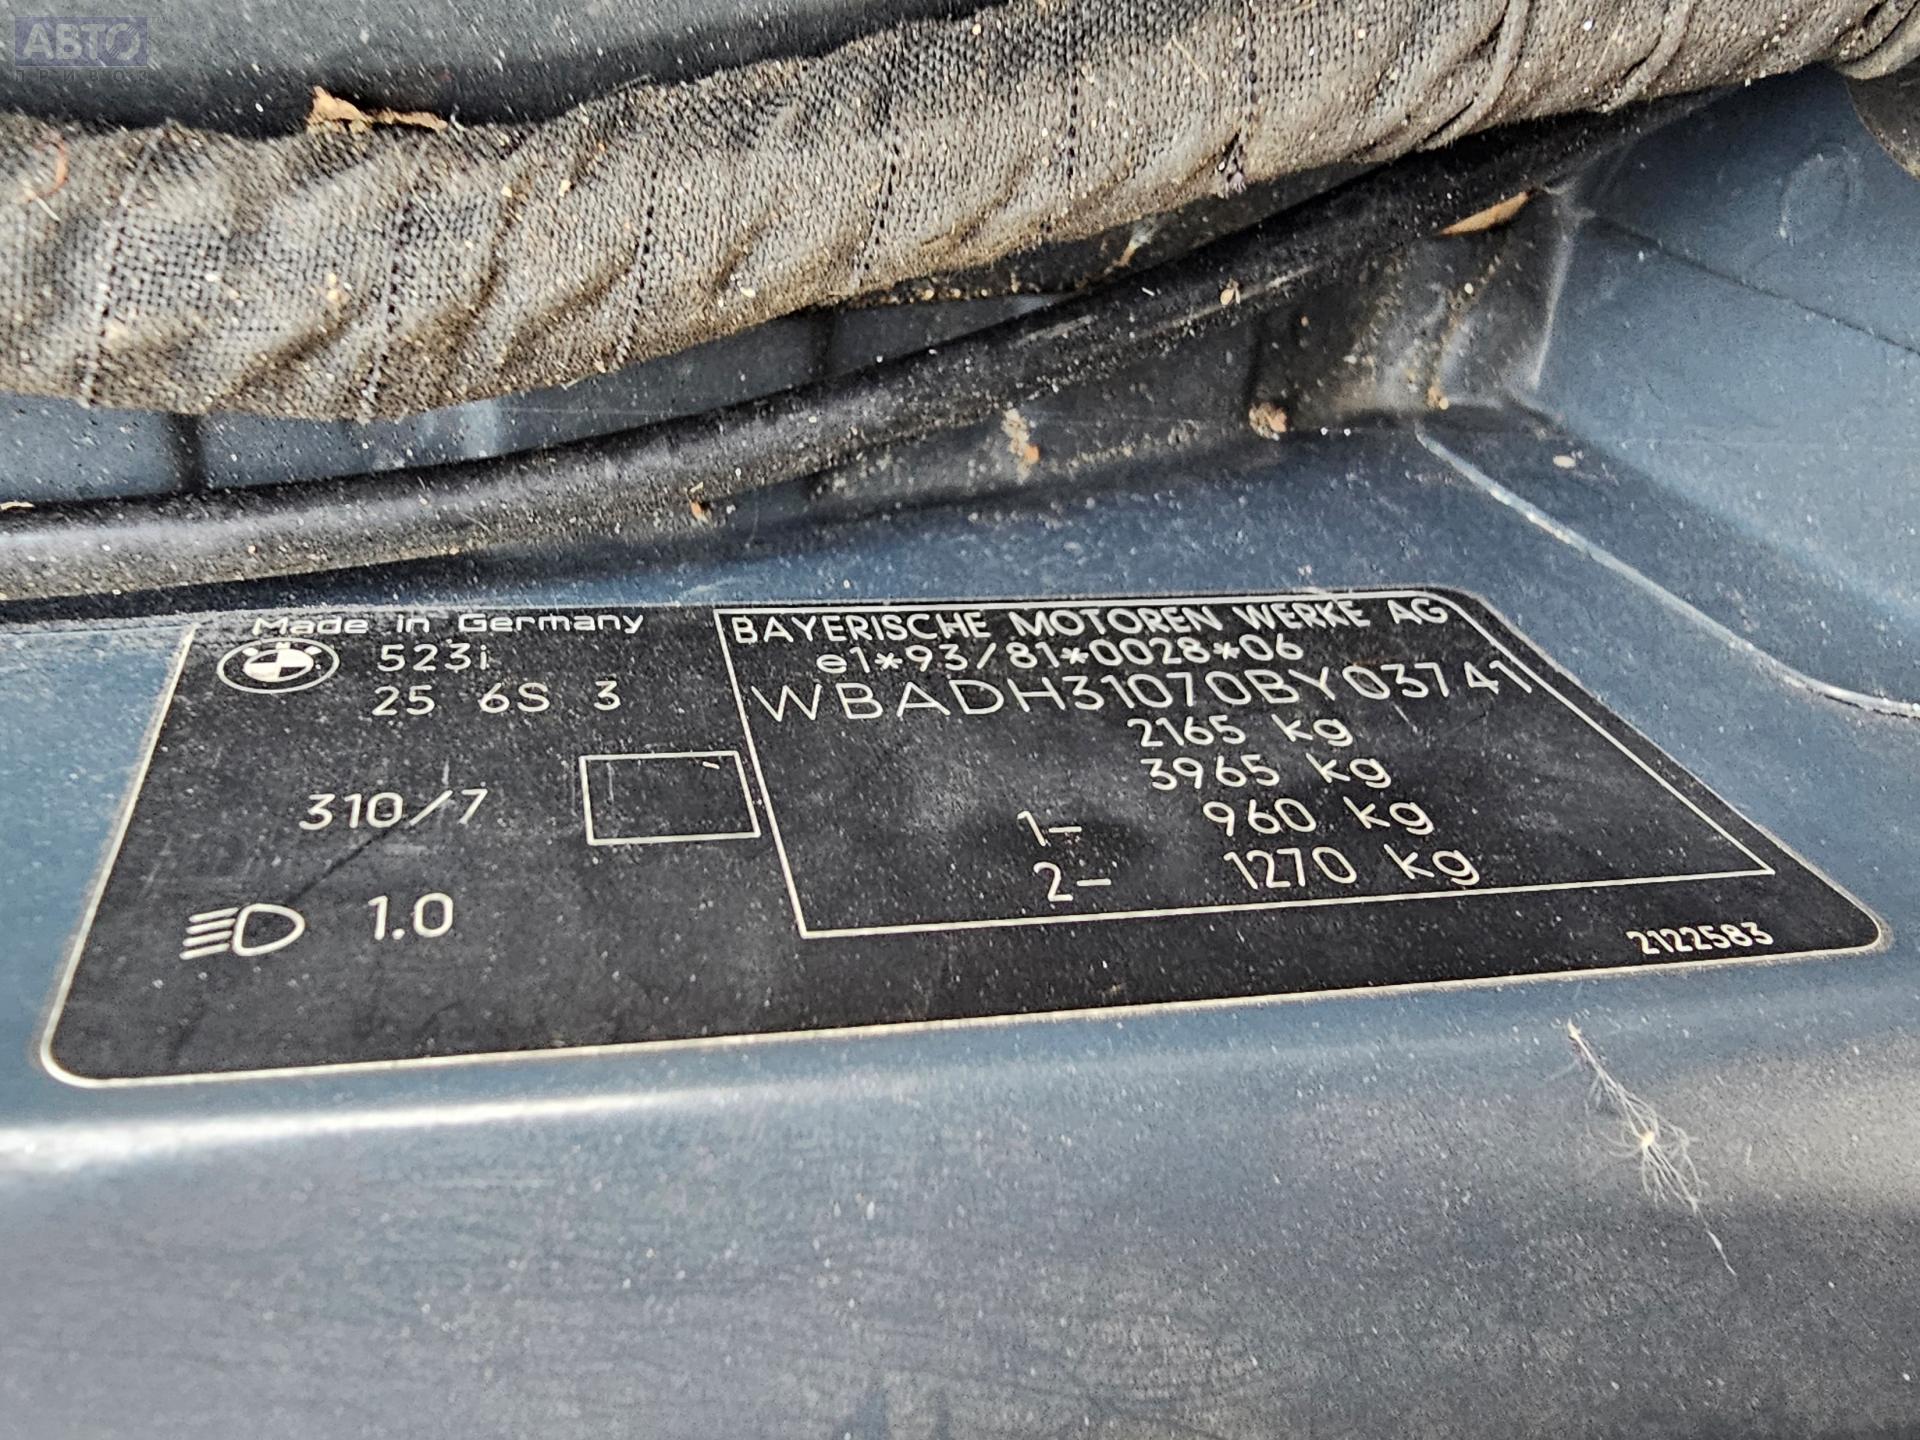 АВТО
ПРИВОЗ
Made in Germany
523i
25 6S 3
310/7
1.0
BAYERISCHE MOTOREN WERKE AG
e1*93/81*0028*06
WBADH31070BY03741
2165 kg
3965 kg
1- 960 kg
2- 1270 kg
2122583